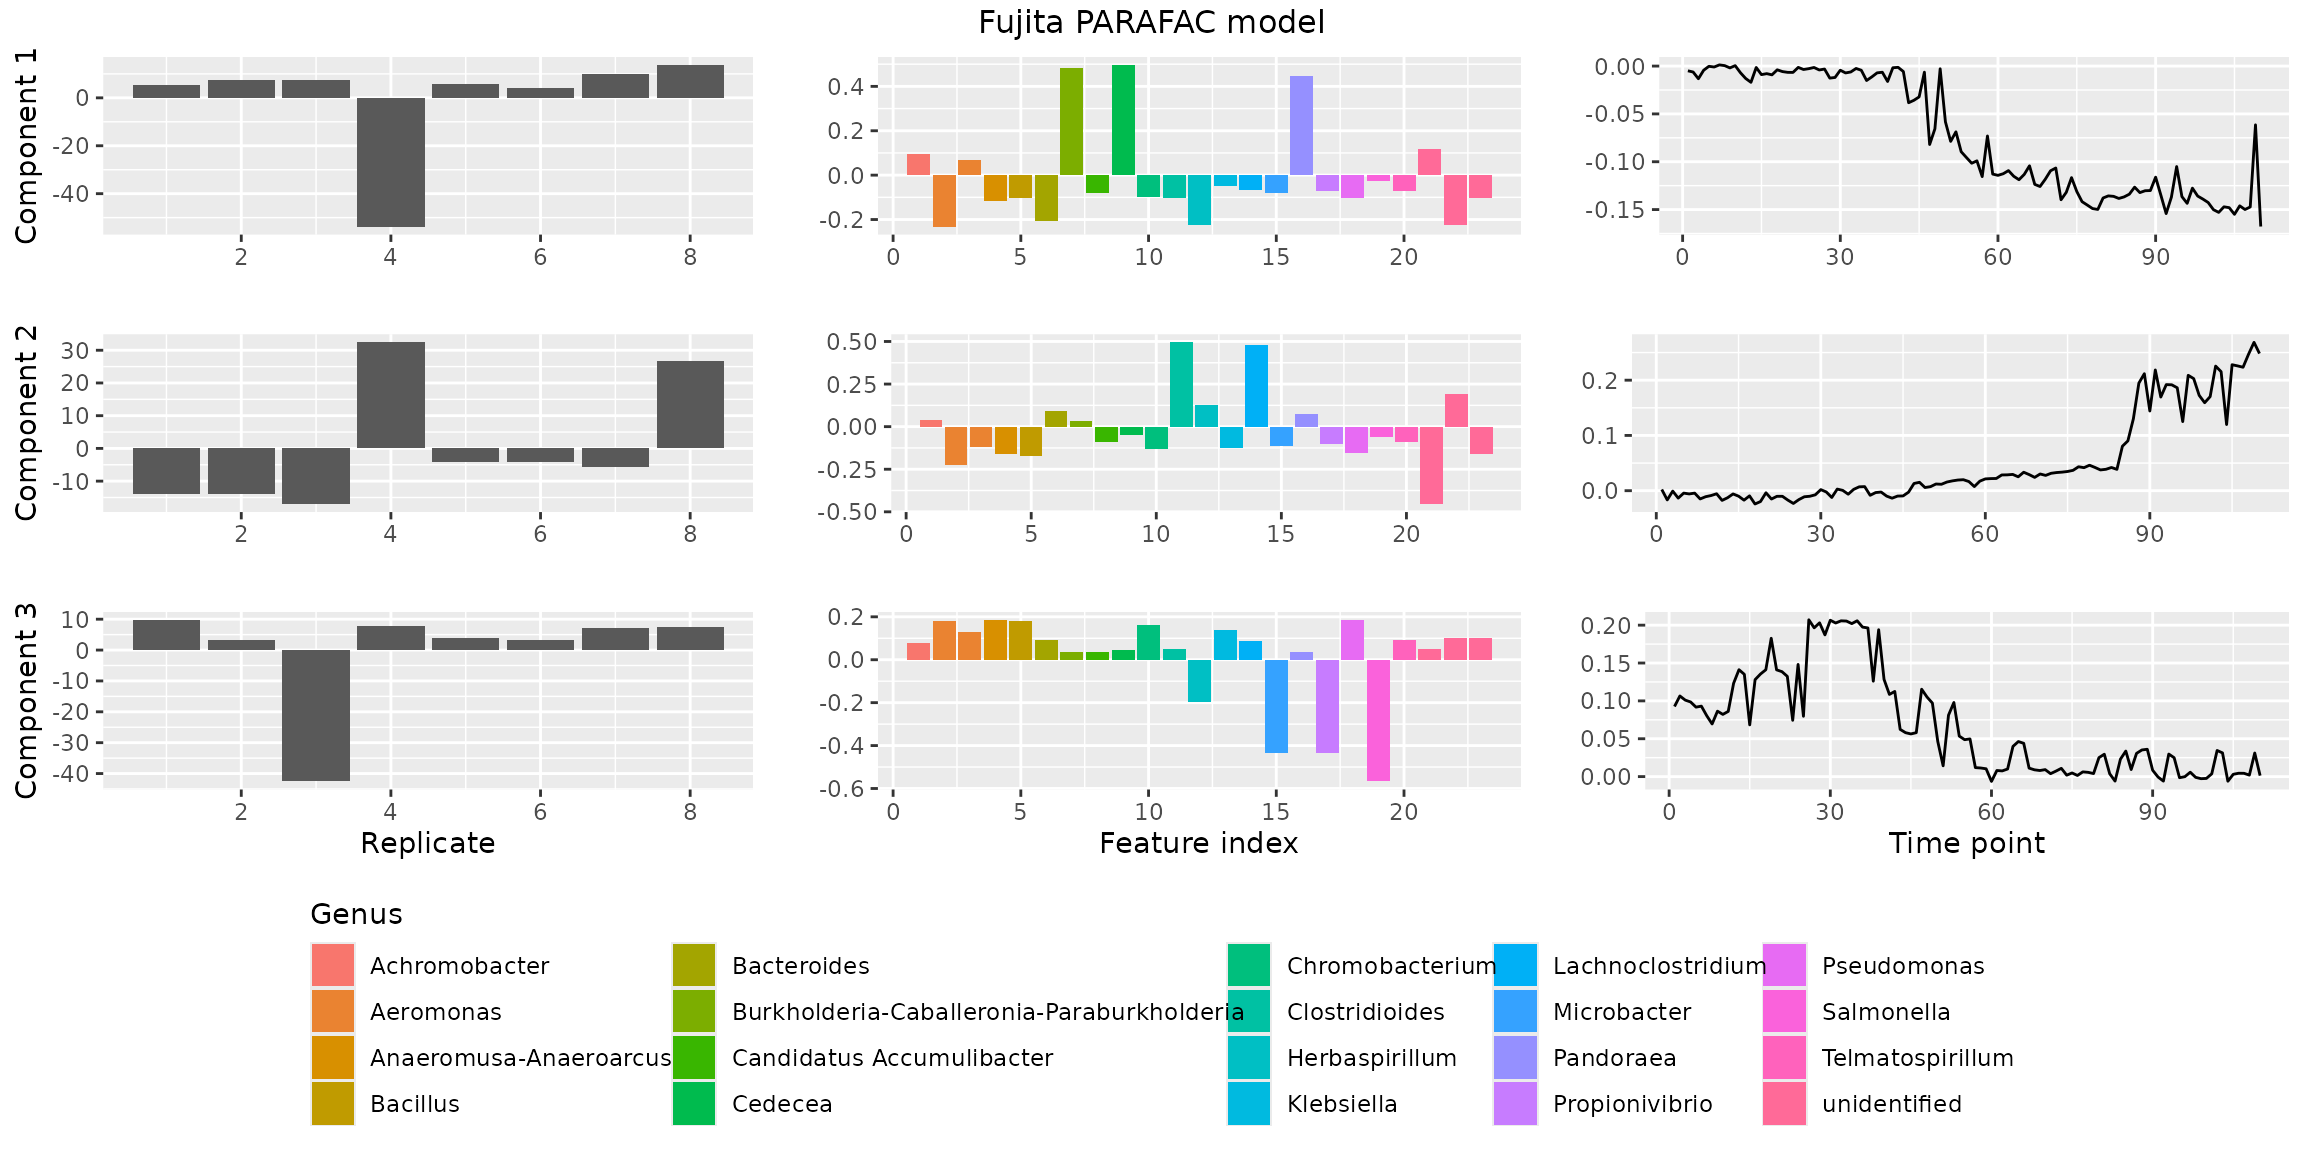 Fujita PARAFAC model
Component 1
0
-20
-40
2 4 6 8
0.4
0.2
0.0
-0.2
0 5 10 15 20
0.00
-0.05
-0.10
-0.15
0 30 60 90
Component 2
30
20
10
0
-10
2 4 6 8
0.50
0.25
0.00
-0.25
-0.50
0 5 10 15 20
0.2
0.1
0.0
0 30 60 90
Component 3
10
0
-10
-20
-30
-40
2 4 6 8
0.2
0.0
-0.2
-0.4
-0.6
0 5 10 15 20
0.20
0.15
0.10
0.05
0.00
0 30 60 90
Replicate Feature index Time point
Genus
Achromobacter Bacteroides Chromobacterium Lachnoclostridium Pseudomonas
Aeromonas Burkholderia-Caballeronia-Paraburkholderia Clostridioides Microbacter Salmonella
Anaeromusa-Anaeroarcus Candidatus Accumulibacter Herbaspirillum Pandoraea Telmatospirillum
Bacillus Cedecea Klebsiella Propionivibrio unidentified